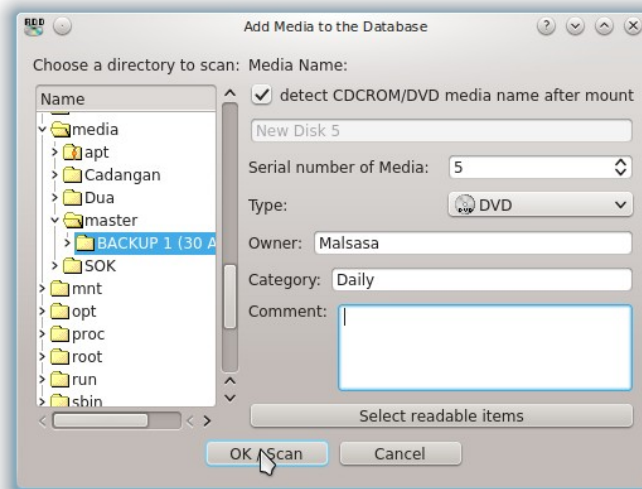 ADD
Add Media to the Database
Choose a directory to scan:
Name
media
apt
Cadangan
Dua
master
BACKUP 1 (30 A
SOK
mnt
opt
proc
root
run
sbin
Media Name:
detect CDCROM/DVD media name after mount
New Disk 5
Serial number of Media: 5
Type: DVD
Owner: Malsasa
Category: Daily
Comment:
Select readable items
OK / Scan
Cancel